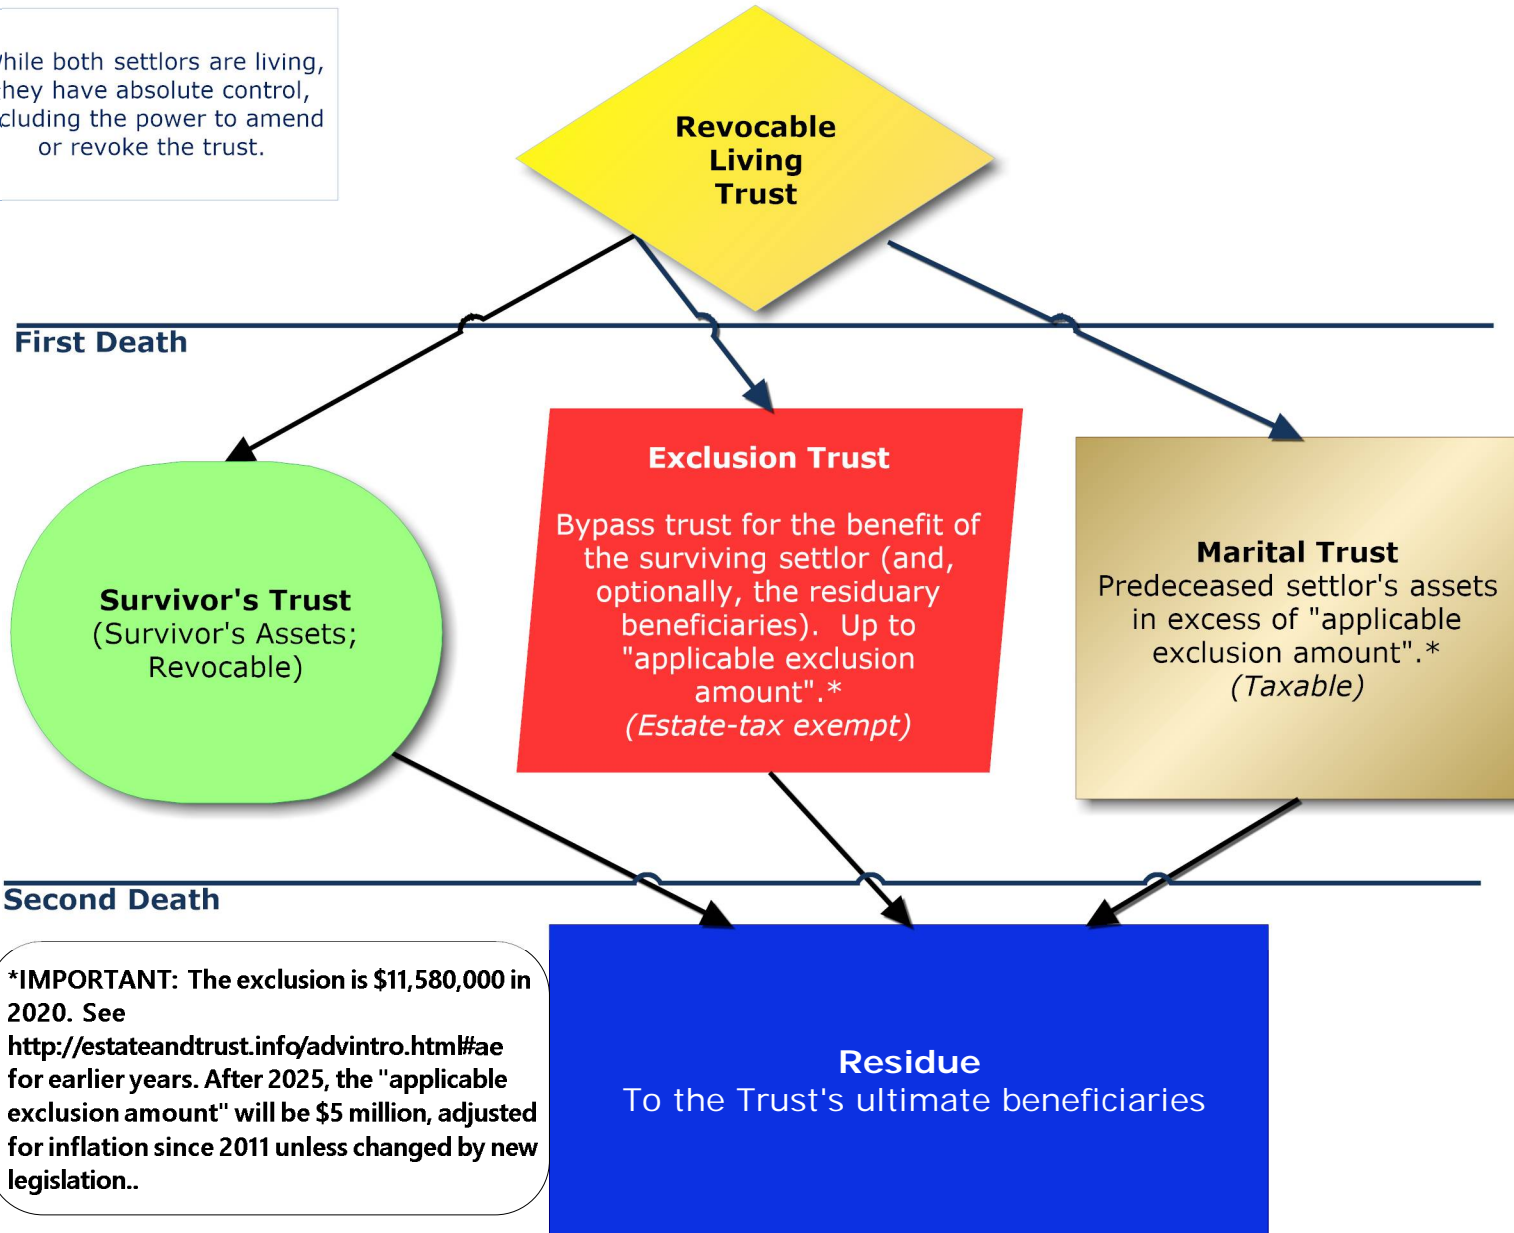 While both settlors are living,
they have absolute control,
including the power to amend
or revoke the trust.
Revocable
Living
Trust
First Death
Survivor's Trust
(Survivor's Assets;
Revocable)
Exclusion Trust
Bypass trust for the benefit of
the surviving settlor (and,
optionally, the residuary
beneficiaries).  Up to
"applicable exclusion
amount".*
(Estate-tax exempt)
Marital Trust
Predeceased settlor's assets
in excess of "applicable
exclusion amount".*
(Taxable)
Second Death
*IMPORTANT: The exclusion is $11,580,000 in
2020. See
http://estateandtrust.info/advintro.html#ae
for earlier years. After 2025, the "applicable
exclusion amount" will be $5 million, adjusted
for inflation since 2011 unless changed by new
legislation..
Residue
To the Trust's ultimate beneficiaries